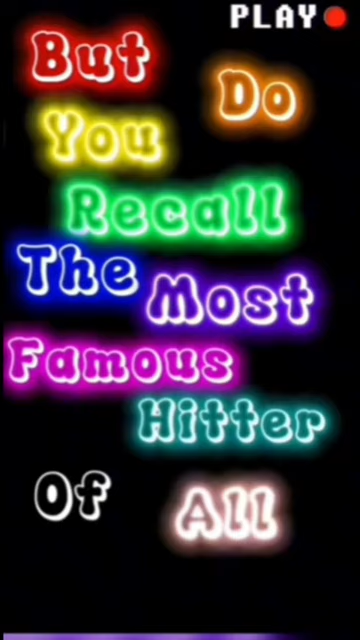 PLAY
But
Do
You
Recall
The
Most
Famous
Hitter
Of
All